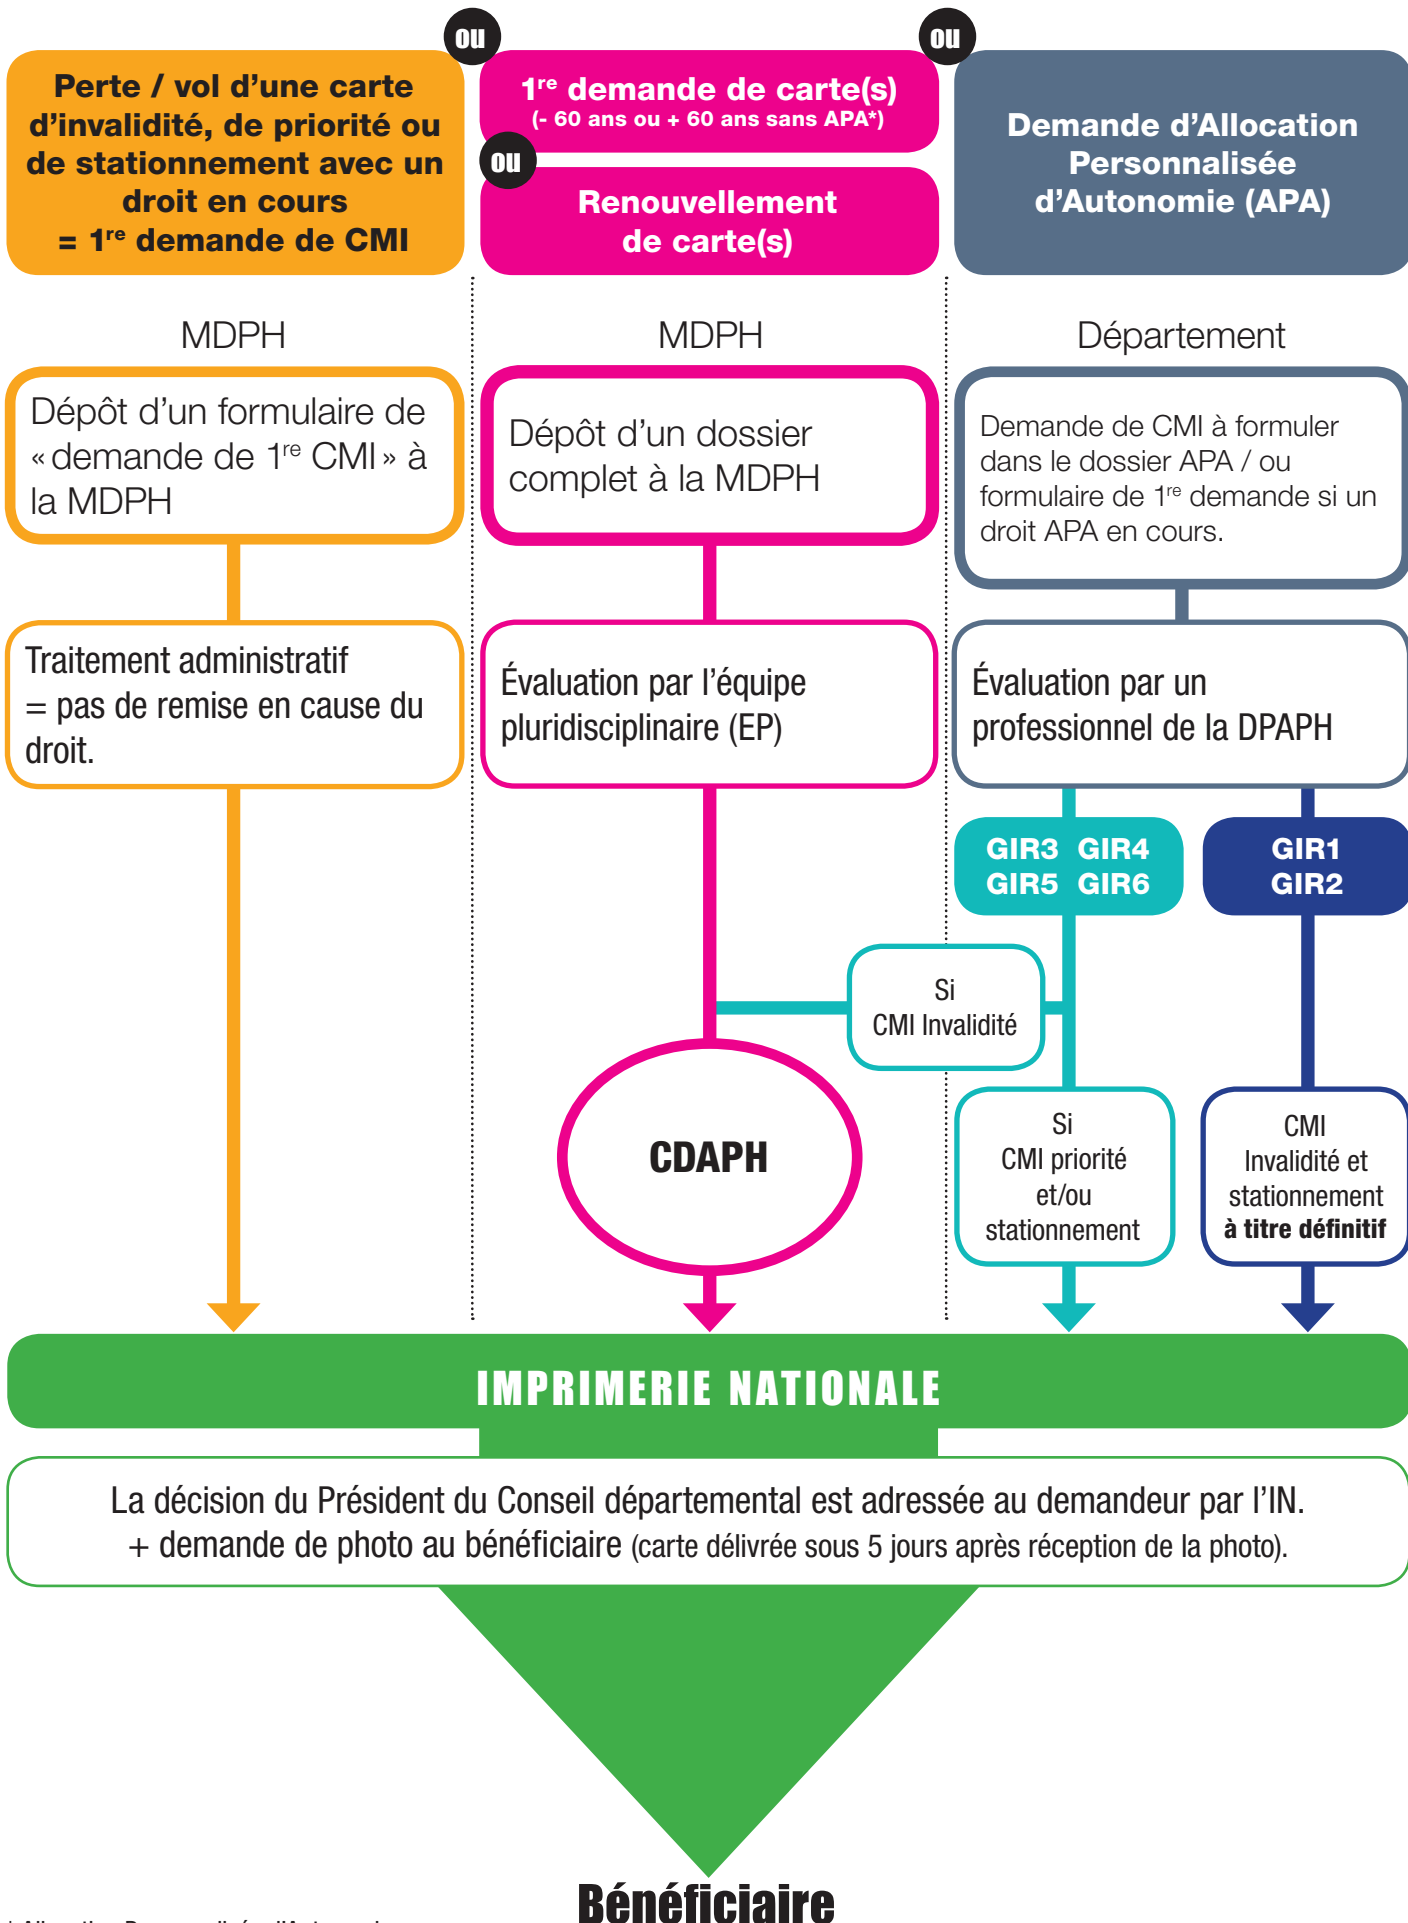 ou
ou
Perte / vol d’une carte
d’invalidité, de priorité ou
de stationnement avec un
droit en cours
= 1re demande de CMI
1re demande de carte(s)
(- 60 ans ou + 60 ans sans APA*)
ou
Renouvellement
de carte(s)
Demande d’Allocation
Personnalisée
d’Autonomie (APA)
MDPH
Dépôt d’un formulaire de
« demande de 1re CMI » à
la MDPH
Traitement administratif
= pas de remise en cause du
droit.
MDPH
Dépôt d’un dossier
complet à la MDPH
Évaluation par l’équipe
pluridisciplinaire (EP)
CDAPH
Département
Demande de CMI à formuler
dans le dossier APA / ou
formulaire de 1re demande si un
droit APA en cours.
Évaluation par un
professionnel de la DPAPH
GIR3 GIR4
GIR5 GIR6
GIR1
GIR2
Si
CMI Invalidité
Si
CMI priorité
et/ou
stationnement
CMI
Invalidité et
stationnement
à titre définitif
IMPRIMERIE NATIONALE
La décision du Président du Conseil départemental est adressée au demandeur par l’IN.
+ demande de photo au bénéficiaire (carte délivrée sous 5 jours après réception de la photo).
Bénéficiaire